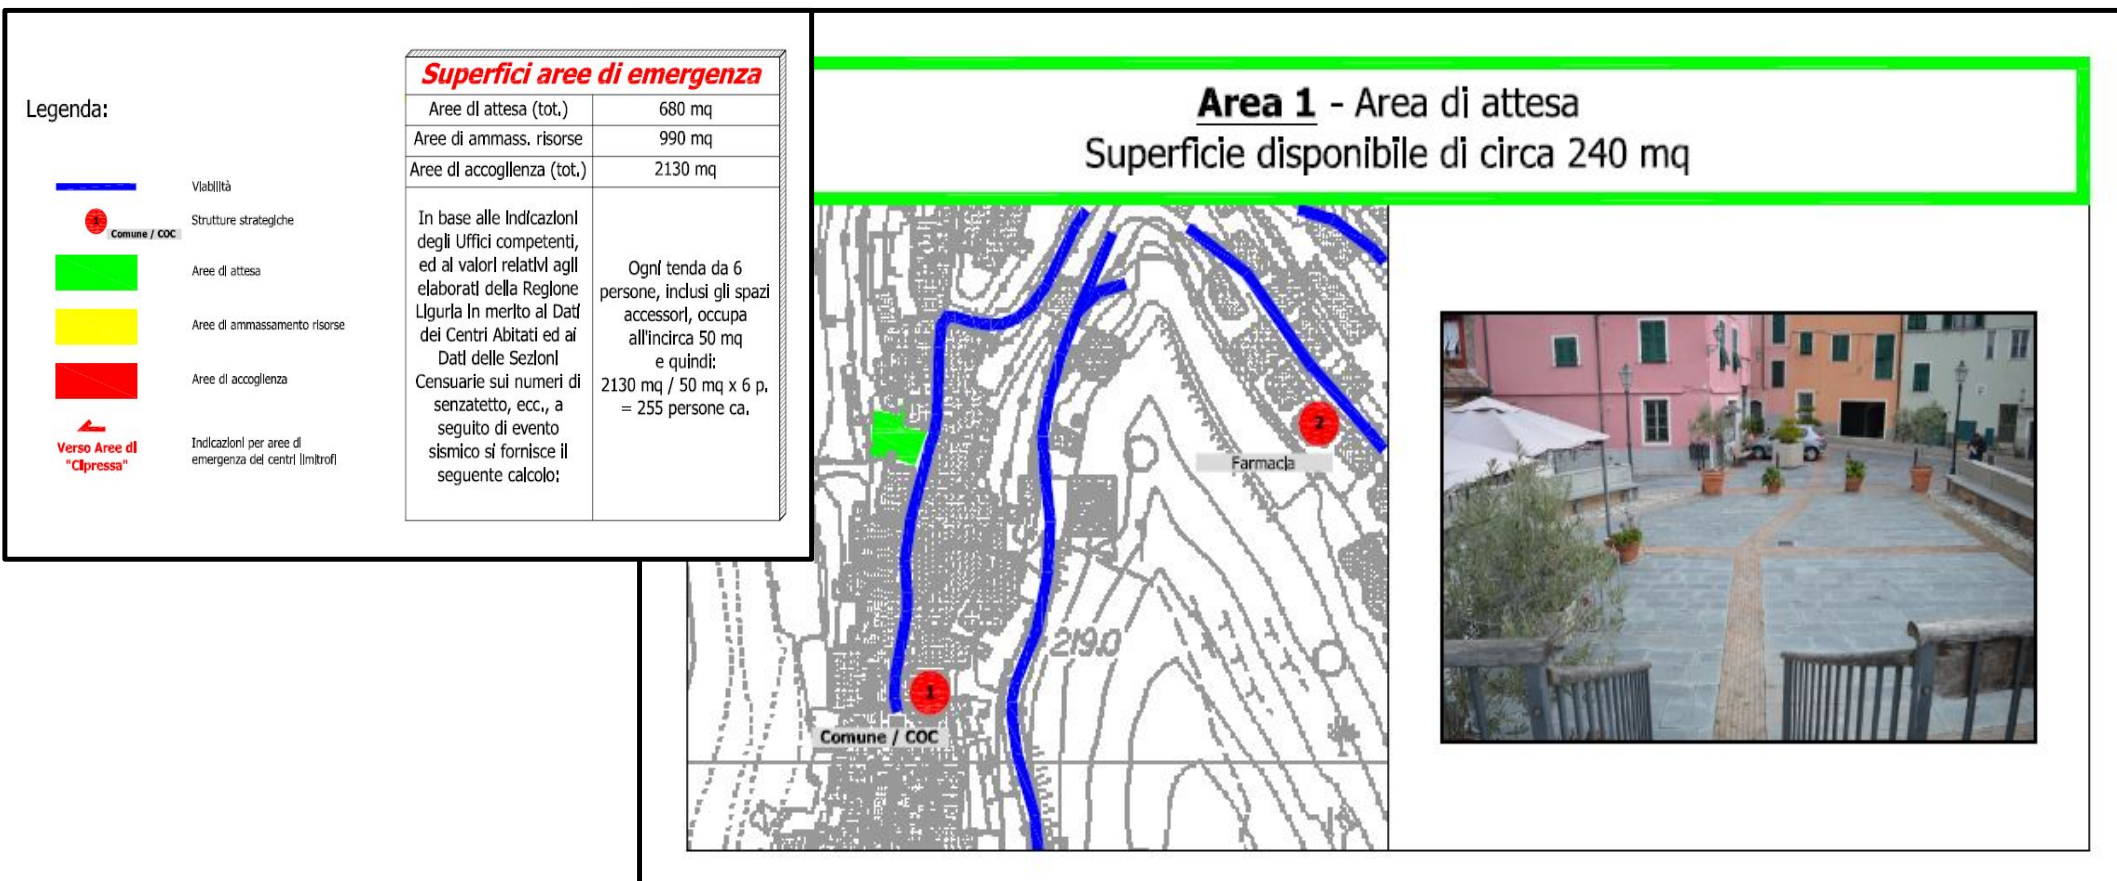 Legenda:
Viabilità
1
Comune / COC
Strutture strategiche
Aree di attesa
Aree di ammassamento risorse
Aree di accoglienza
Verso Aree di
"Cipressa"
Indicazioni per aree di
emergenza dei centri limitrofi
Superfici aree di emergenza
Aree di attesa (tot.) 680 mq
Aree di ammass. risorse 990 mq
Aree di accoglienza (tot.) 2130 mq
In base alle indicazioni
degli Uffici competenti,
ed ai valori relativi agli
elaborati della Regione
Liguria in merito ai Dati
dei Centri Abitati ed ai
Dati delle Sezioni
Censuarie sui numeri di
senzatetto, ecc., a
seguito di evento
sismico si fornisce il
seguente calcolo:
Ogni tenda da 6
persone, inclusi gli spazi
accessori, occupa
all'incirca 50 mq
e quindi:
2130 mq / 50 mq x 6 p.
= 255 persone ca.
Area 1 - Area di attesa
Superficie disponibile di circa 240 mq
2
Farmacia
219.0
1
Comune / COC